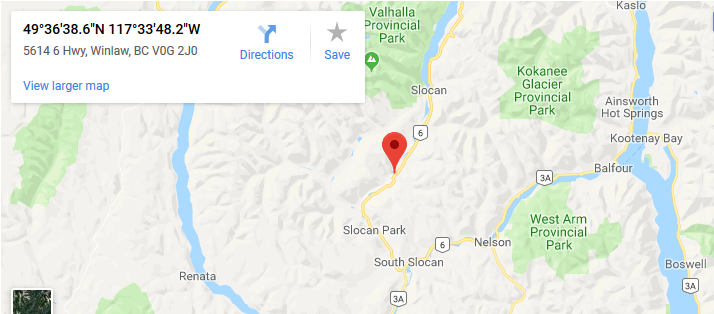 49°36'38.6"N 117°33'48.2"W
5614 6 Hwy, Winlaw, BC V0G 2J0
Directions
Save
View larger map
Valhalla
Provincial
Park
Kaslo
Slocan
Kokanee
Glacier
Provincial
Park
Ainsworth
Hot Springs
6
Kootenay Bay
Balfour
3A
Slocan Park
West Arm
Provincial
Park
6
Nelson
South Slocan
Renata
Boswell
3A
3A